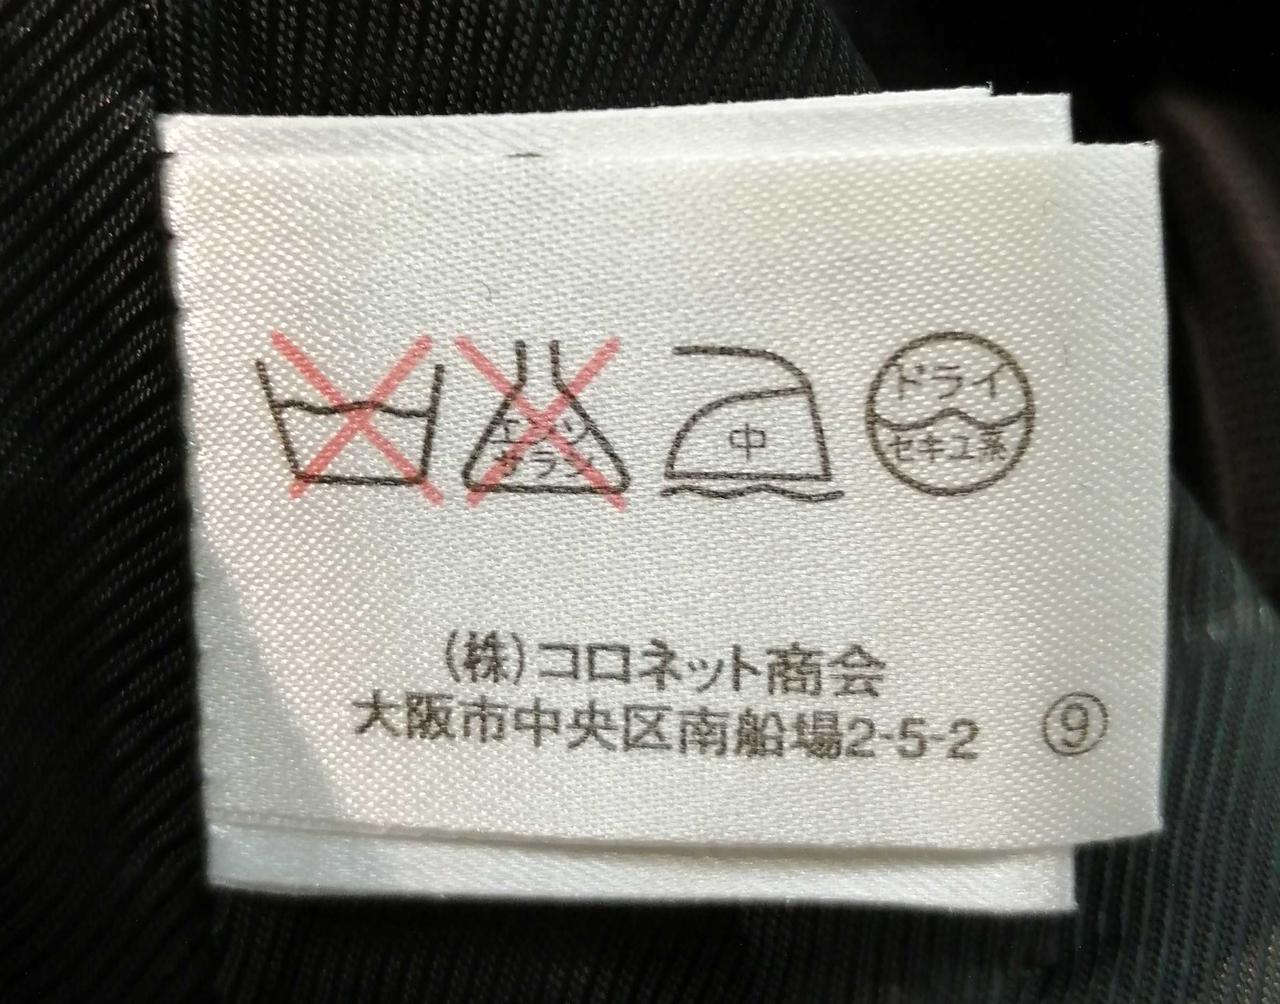 エンソ
サラシ
中
ドライ
セキユ系
(株)コロネット商会
大阪市中央区南船場2-5-2
⑨